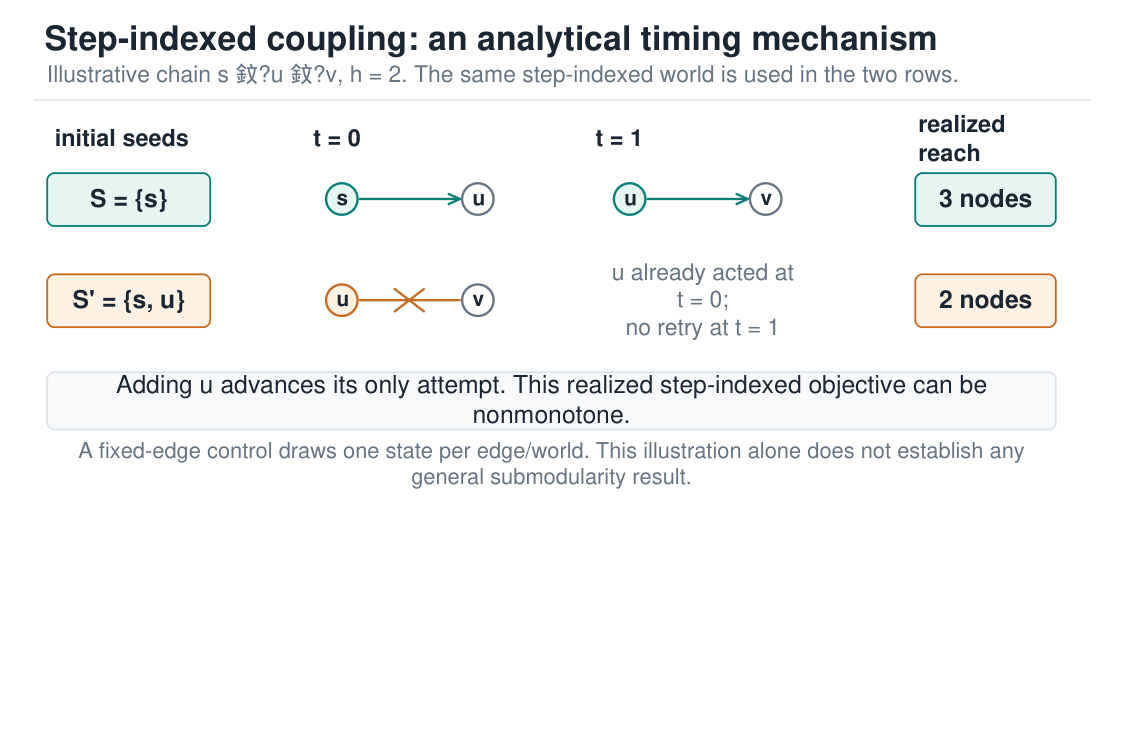 Step-indexed coupling: an analytical timing mechanism
Illustrative chain s 鈫?u 鈫?v, h = 2. The same step-indexed world is used in the two rows.
initial seeds
t = 0
t = 1
realized
reach
S = {s}
s
u
u
v
3 nodes
S' = {s, u}
u
v
u already acted at
t = 0;
no retry at t = 1
2 nodes
Adding u advances its only attempt. This realized step-indexed objective can be
nonmonotone.
A fixed-edge control draws one state per edge/world. This illustration alone does not establish any
general submodularity result.